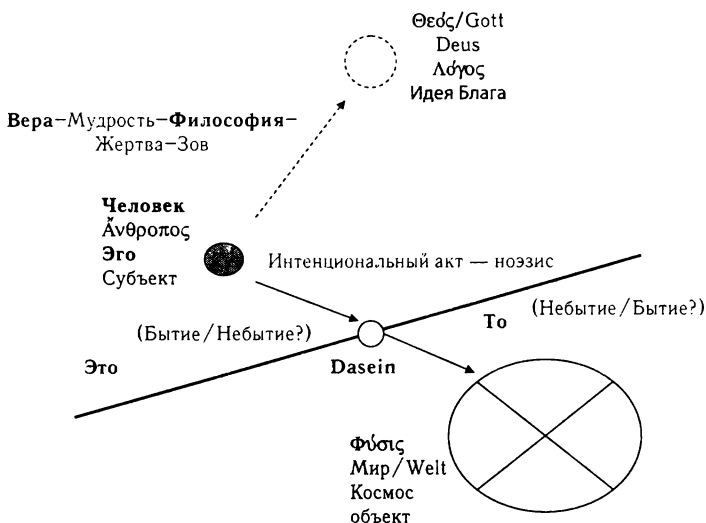 Θεός/Gott
Deus
Λόγος
Идея Блага
Вера–Мудрость–Философия–
Жертва–Зов
Человек
Ἄνθροπος
Эго
Субъект
Интенциональный акт — ноэзис
(Бытие/Небытие?)
То
(Небытие/Бытие?)
Это
Dasein
Φύσις
Мир/Welt
Космос
объект